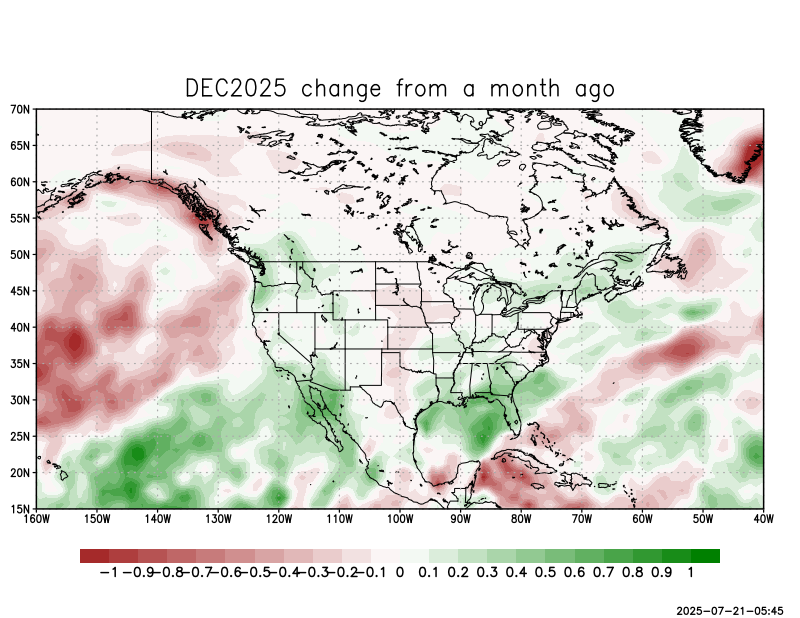 DEC2025 change from a month ago
70N
65N
60N
55N
50N
45N
40N
35N
30N
25N
20N
15N
160W 150W 140W 130W 120W 110W 100W 90W 80W 70W 60W 50W 40W
-1 -0.9 -0.8 -0.7 -0.6 -0.5 -0.4 -0.3 -0.2 -0.1 0 0.1 0.2 0.3 0.4 0.5 0.6 0.7 0.8 0.9 1
2025-07-21-05:45